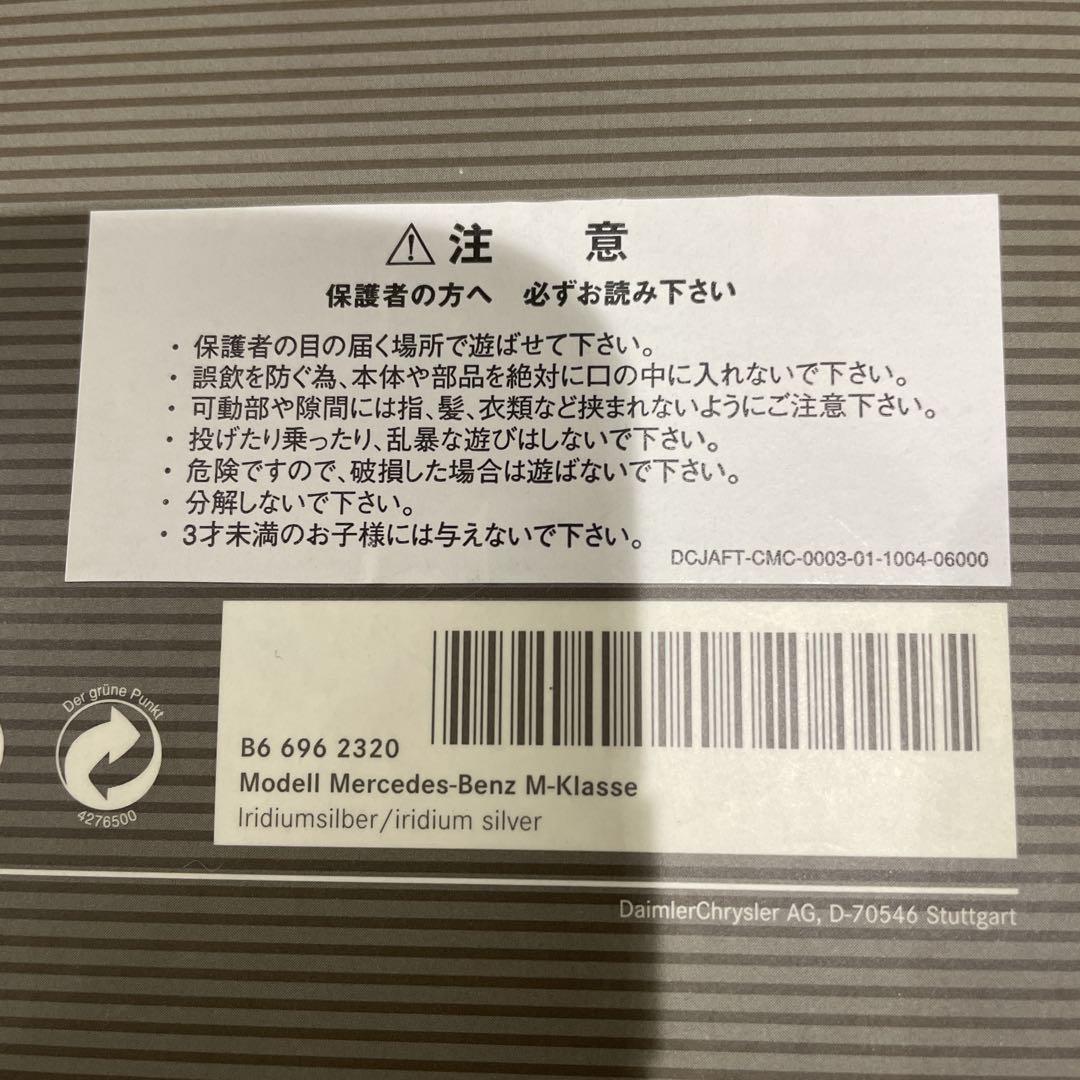 注 意
保護者の方へ 必ずお読み下さい
・保護者の目の届く場所で遊ばせて下さい。
・誤飲を防ぐ為、本体や部品を絶対に口の中に入れないで下さい。
・可動部や隙間には指、髪、衣類など挟まれないようにご注意下さい。
・投げたり乗ったり、乱暴な遊びはしないで下さい。
・危険ですので、破損した場合は遊ばないで下さい。
・分解しないで下さい。
・3才未満のお子様には与えないで下さい。
DCJAFT-CMC-0003-01-1004-06000
Der grüne Punkt
4276500
B6 696 2320
Modell Mercedes-Benz M-Klasse
Iridiumsilber/iridium silver
DaimlerChrysler AG, D-70546 Stuttgart